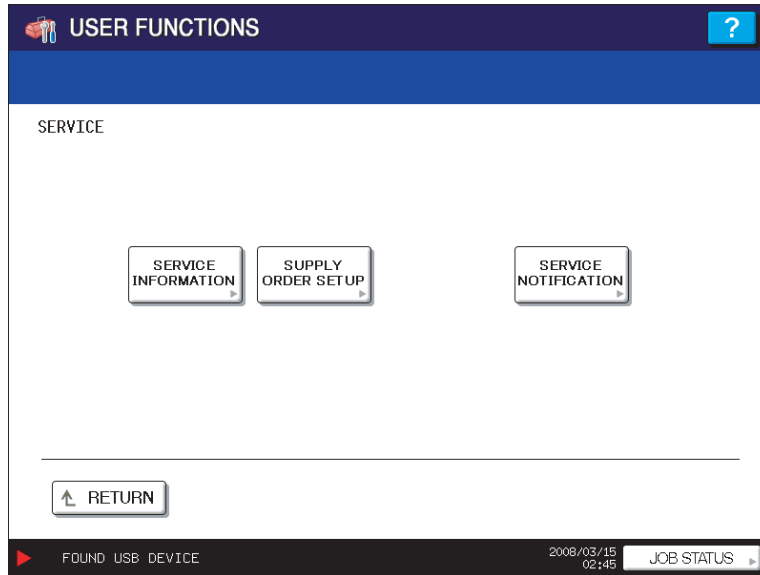 USER FUNCTIONS
?
SERVICE
SERVICE
INFORMATION
SUPPLY
ORDER SETUP
SERVICE
NOTIFICATION
RETURN
FOUND USB DEVICE
2008/03/15
02:45
JOB STATUS